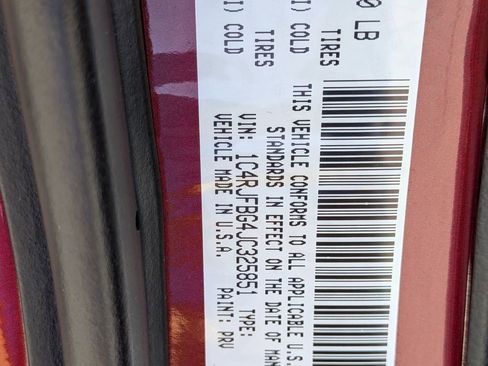 0 LB
TIRES
I) COLD
TIRES
I) COLD
THIS VEHICLE CONFORMS TO ALL APPLICABLE U.S.
STANDARDS IN EFFECT ON THE DATE OF MAN
VIN: 1C4RJFBG4JC325851 TYPE:
VEHICLE MADE IN U.S.A. PAINT: PRV